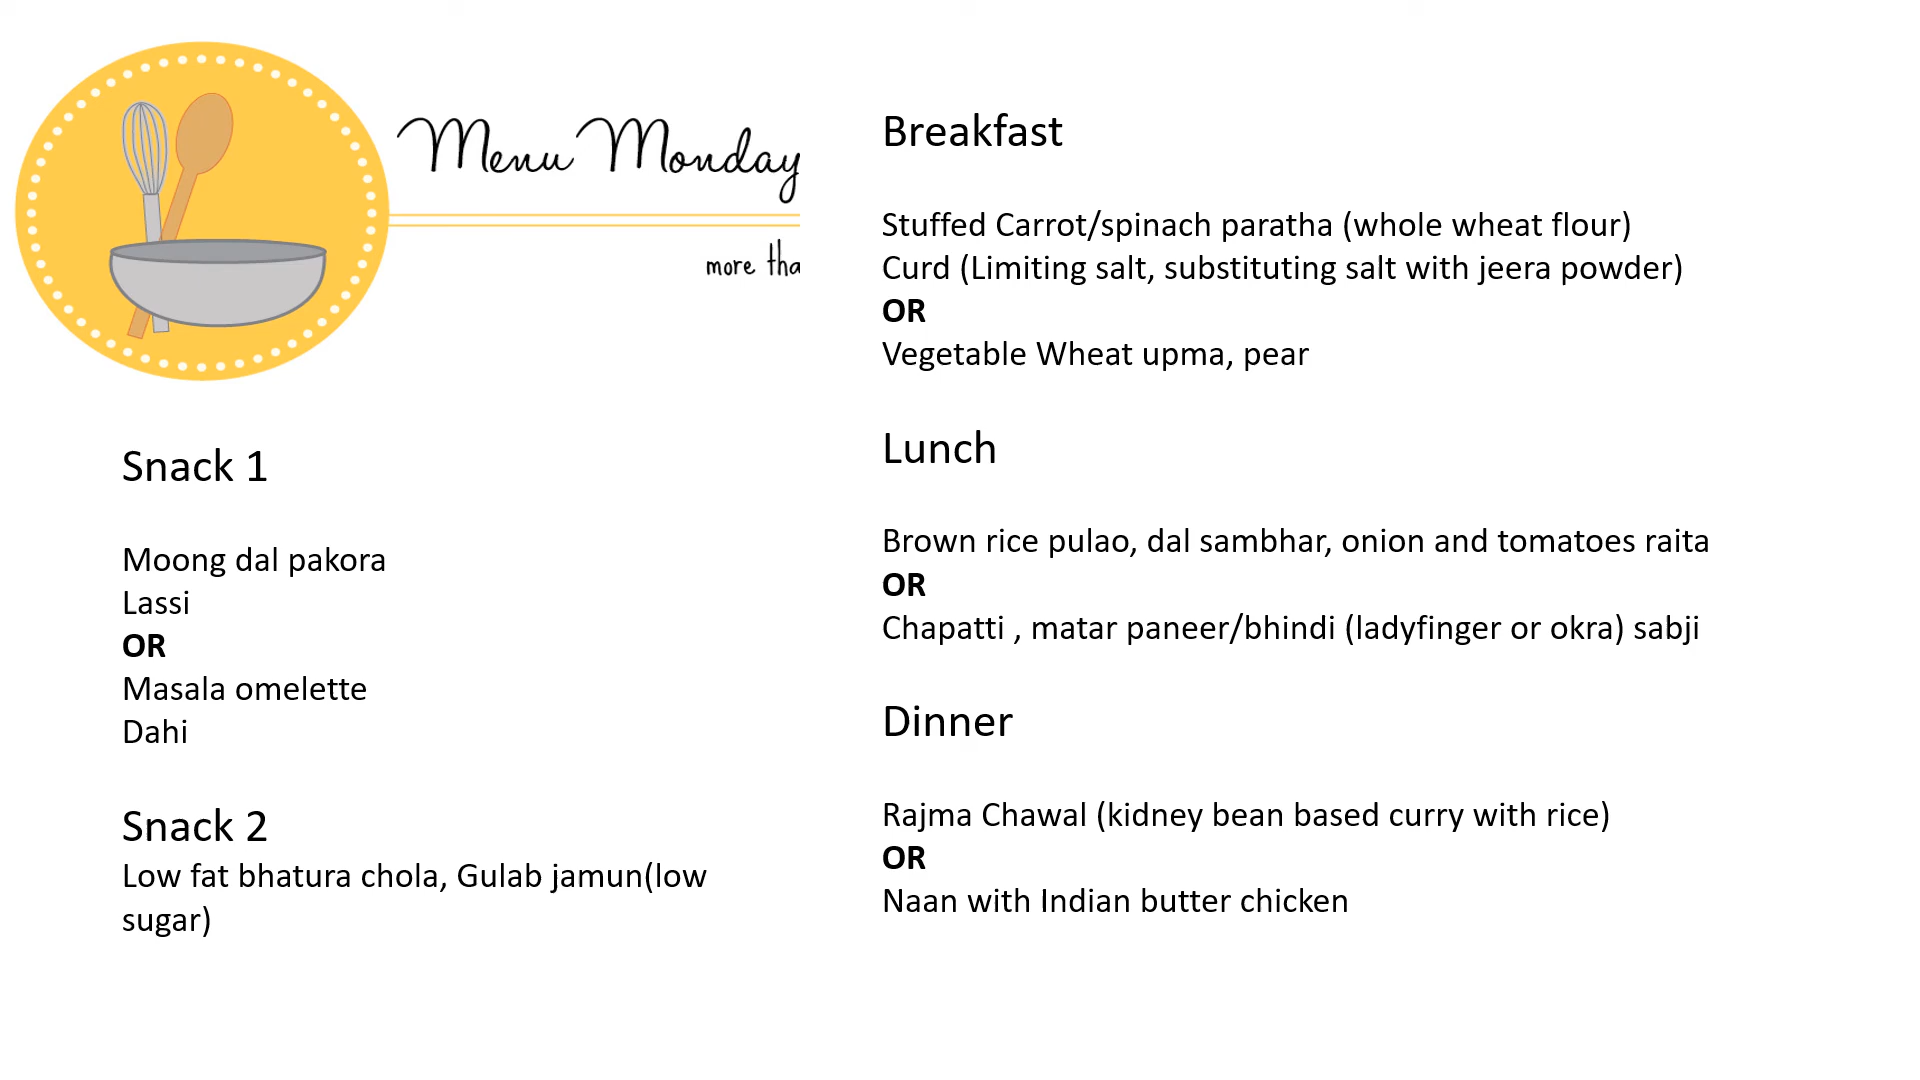 Menu Monday
more tha
Snack 1
Moong dal pakora
Lassi
OR
Masala omelette
Dahi
Snack 2
Low fat bhatura chola, Gulab jamun(low
sugar)
Breakfast
Stuffed Carrot/spinach paratha (whole wheat flour)
Curd (Limiting salt, substituting salt with jeera powder)
OR
Vegetable Wheat upma, pear
Lunch
Brown rice pulao, dal sambhar, onion and tomatoes raita
OR
Chapatti , matar paneer/bhindi (ladyfinger or okra) sabji
Dinner
Rajma Chawal (kidney bean based curry with rice)
OR
Naan with Indian butter chicken